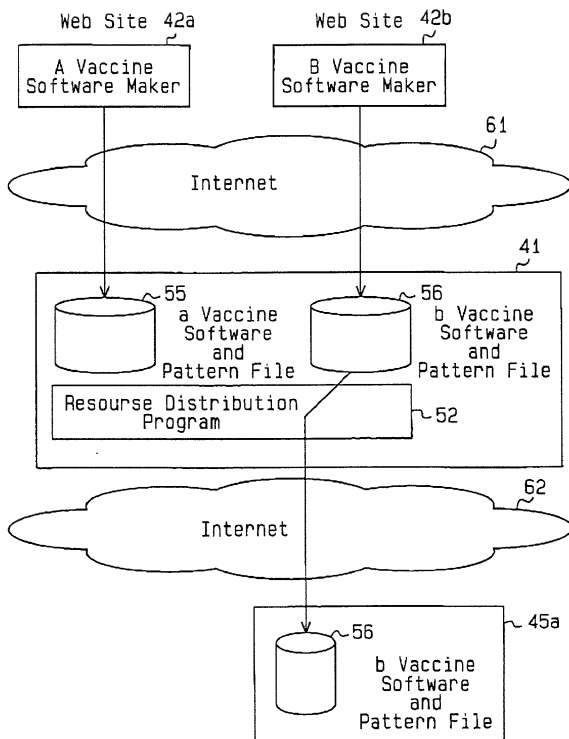 Web Site 42a
A Vaccine
Software Maker
Web Site 42b
B Vaccine
Software Maker
61
Internet
41
55
a Vaccine
Software
and
Pattern File
56
b Vaccine
Software
and
Pattern File
Resourse Distribution
Program
52
62
Internet
45a
56
b Vaccine
Software
and
Pattern File